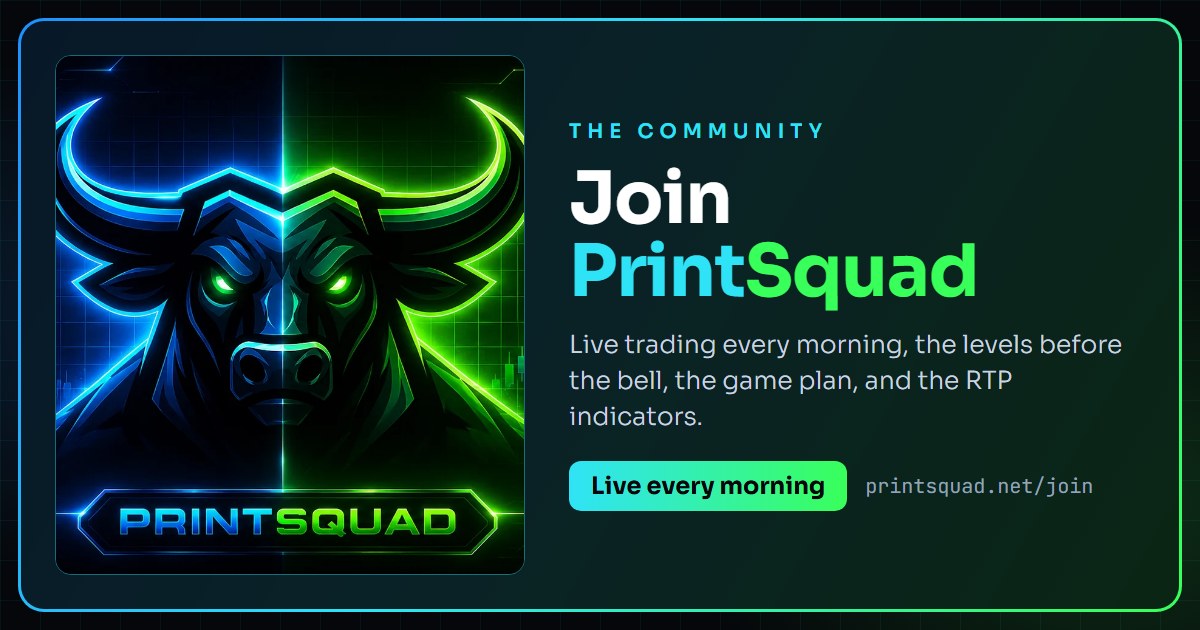 THE COMMUNITY
Join
PrintSquad
Live trading every morning, the levels before
the bell, the game plan, and the RTP
indicators.
Live every morning
printsquad.net/join
PRINTSQUAD